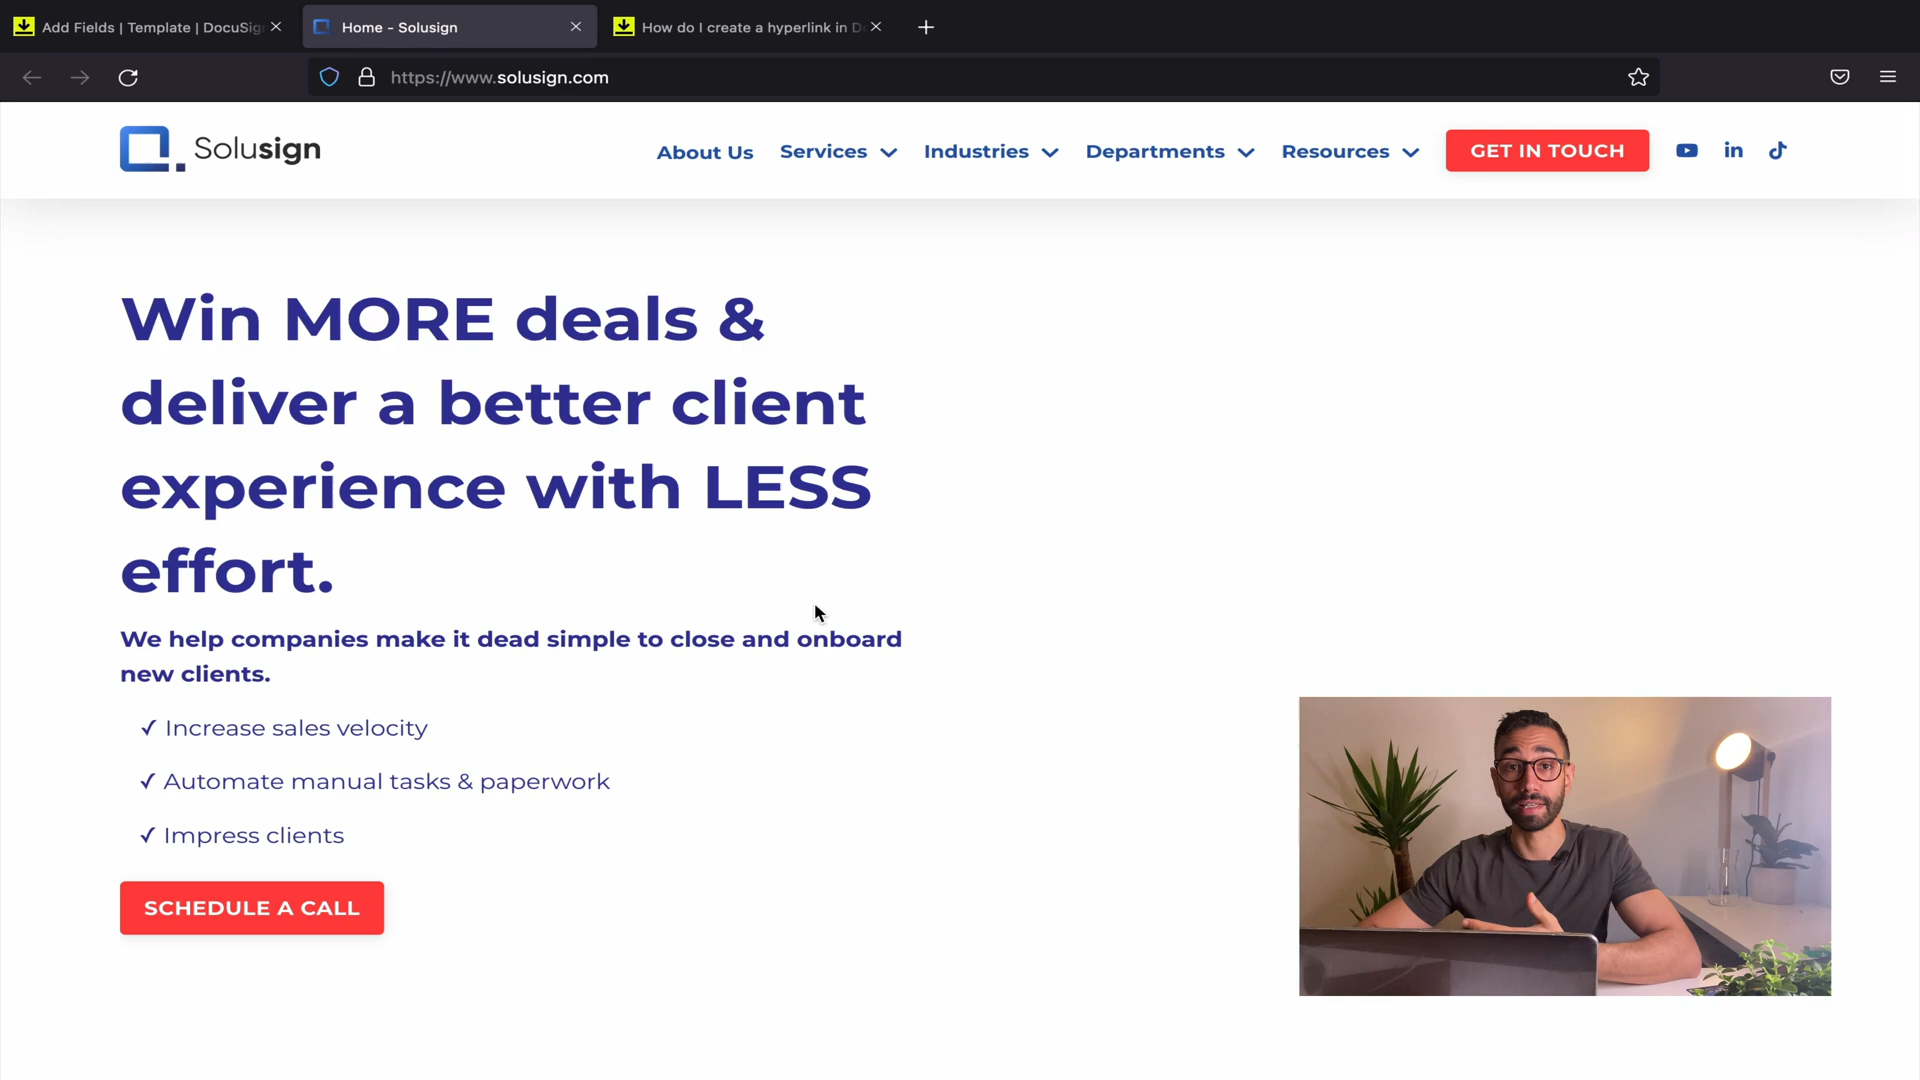 Add Fields | Template | DocuSign
Home - Solusign
How do I create a hyperlink in D
https://www.solusign.com
Solusign
About Us
Services
Industries
Departments
Resources
GET IN TOUCH
Win MORE deals &
deliver a better client
experience with LESS
effort.
We help companies make it dead simple to close and onboard
new clients.
✓ Increase sales velocity
✓ Automate manual tasks & paperwork
✓ Impress clients
SCHEDULE A CALL